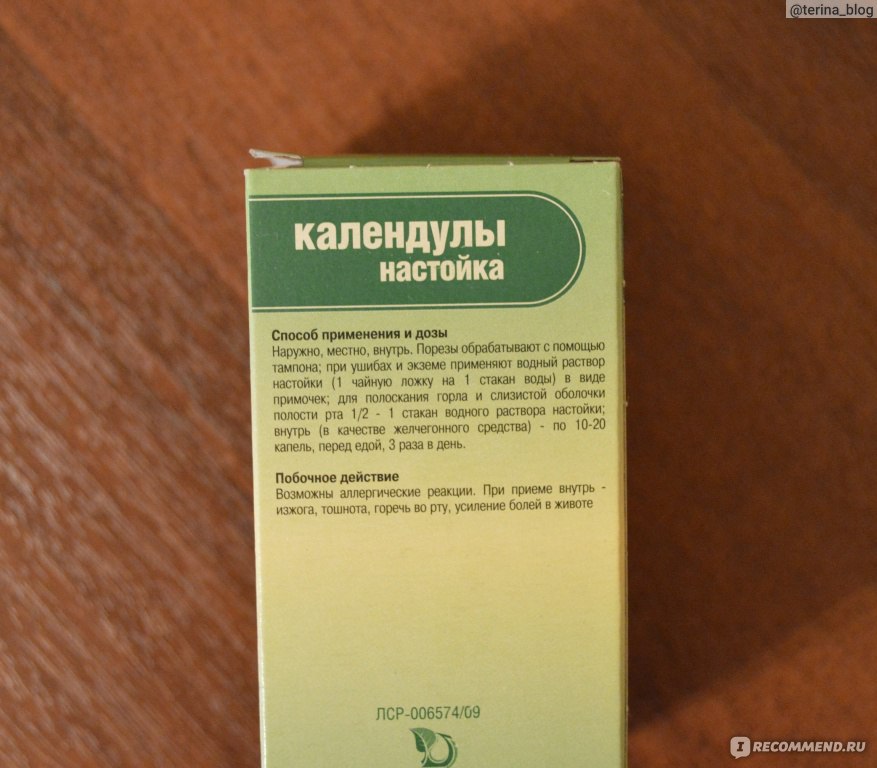 @terina_blog
календулы
настойка
Способ применения и дозы
Наружно, местно, внутрь. Порезы обрабатывают с помощью
тампона; при ушибах и экземе применяют водный раствор
настойки (1 чайную ложку на 1 стакан воды) в виде
примочек; для полоскания горла и слизистой оболочки
полости рта 1/2 - 1 стакан водного раствора настойки;
внутрь (в качестве желчегонного средства) - по 10-20
капель, перед едой, 3 раза в день.
Побочное действие
Возможны аллергические реакции. При приеме внутрь -
изжога, тошнота, горечь во рту, усиление болей в животе
ЛСР-006574/09
IRECOMMEND.RU